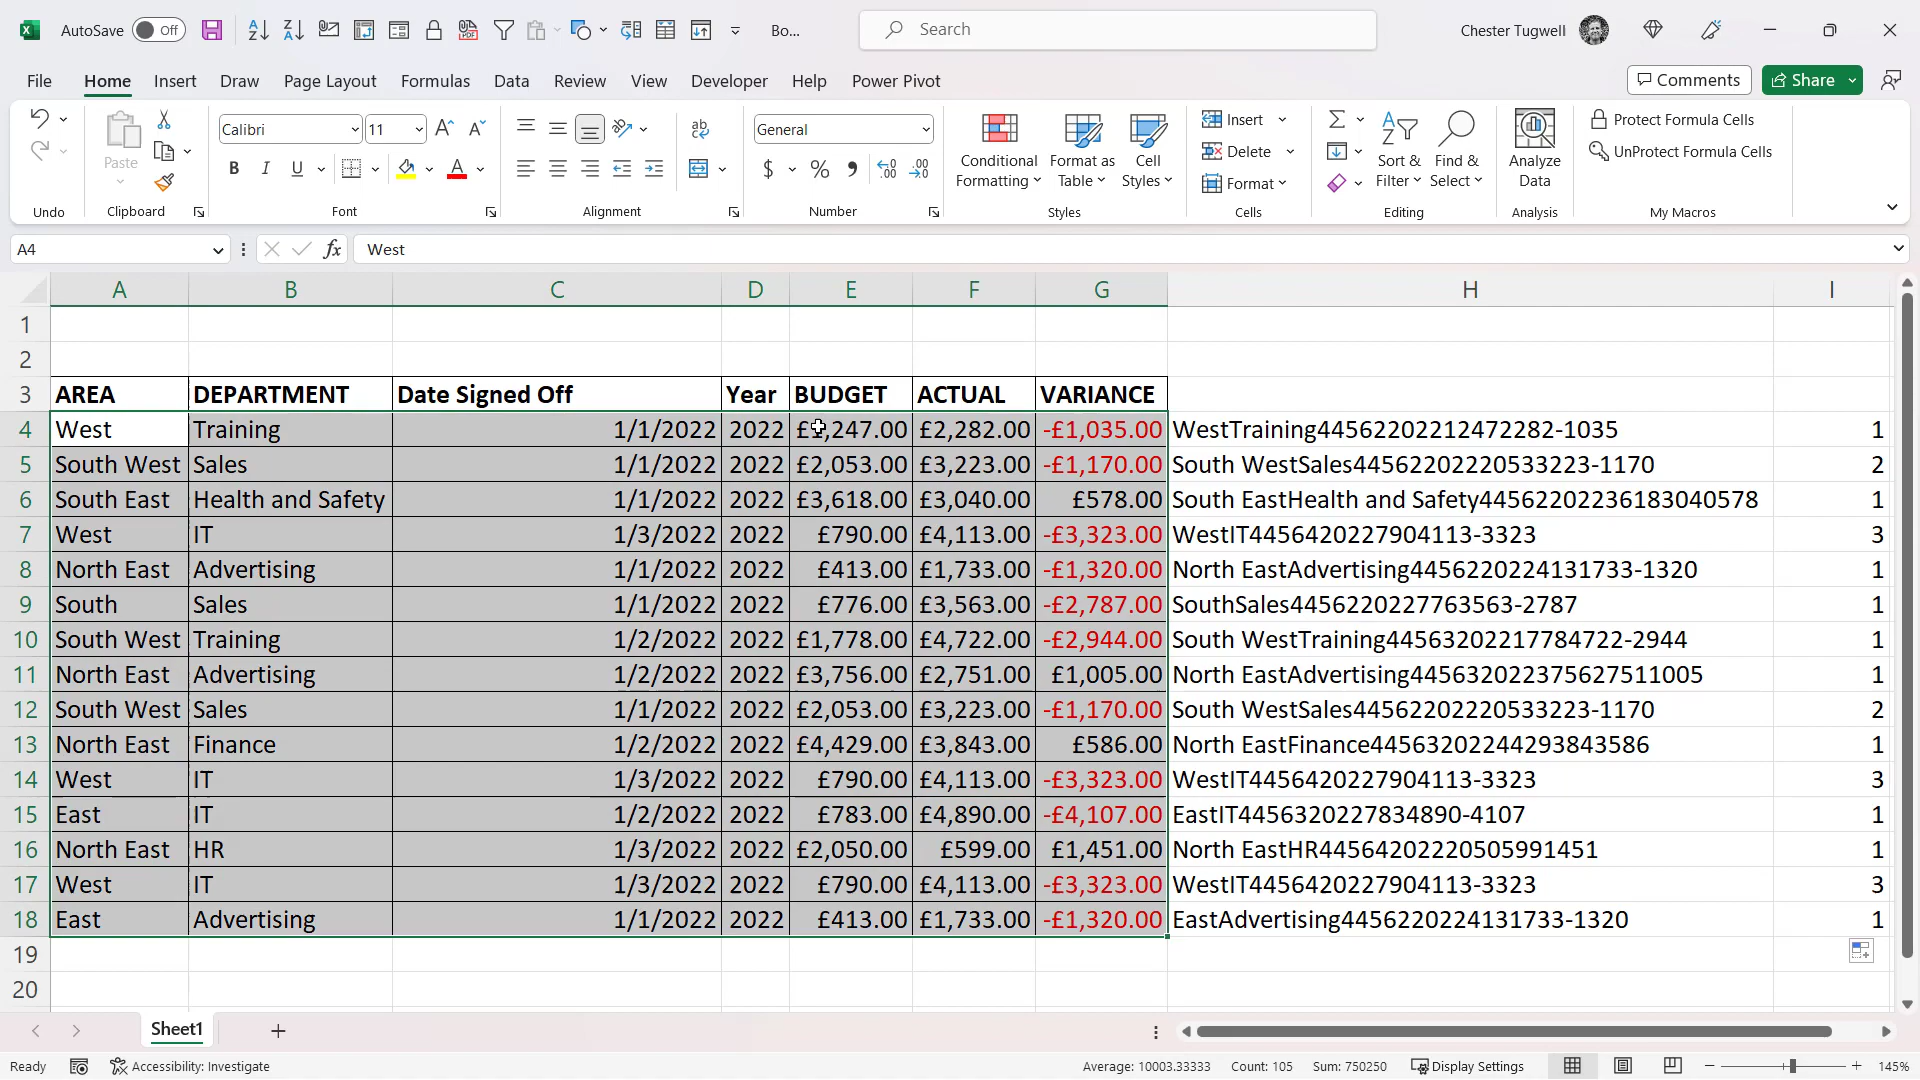 AutoSave Off Bo... Search Chester Tugwell
File Home Insert Draw Page Layout Formulas Data Review View Developer Help Power Pivot Comments Share
Calibri 11 General Insert Protect Formula Cells
Paste Conditional Formatting Format as Table Cell Styles Delete Sort & Filter Find & Select Analyze Data UnProtect Formula Cells
B I U $ % Format
Undo Clipboard Font Alignment Number Styles Cells Editing Analysis My Macros
A4 fx West
A B C D E F G H I
1
2
3 AREA DEPARTMENT Date Signed Off Year BUDGET ACTUAL VARIANCE
4 West Training 1/1/2022 2022 £1,247.00 £2,282.00 -£1,035.00 WestTraining44562202212472282-1035 1
5 South West Sales 1/1/2022 2022 £2,053.00 £3,223.00 -£1,170.00 South WestSales44562202220533223-1170 2
6 South East Health and Safety 1/1/2022 2022 £3,618.00 £3,040.00 £578.00 South EastHealth and Safety44562202236183040578 1
7 West IT 1/3/2022 2022 £790.00 £4,113.00 -£3,323.00 WestIT4456420227904113-3323 3
8 North East Advertising 1/1/2022 2022 £413.00 £1,733.00 -£1,320.00 North EastAdvertising4456220224131733-1320 1
9 South Sales 1/1/2022 2022 £776.00 £3,563.00 -£2,787.00 SouthSales4456220227763563-2787 1
10 South West Training 1/2/2022 2022 £1,778.00 £4,722.00 -£2,944.00 South WestTraining44563202217784722-2944 1
11 North East Advertising 1/2/2022 2022 £3,756.00 £2,751.00 £1,005.00 North EastAdvertising445632022375627511005 1
12 South West Sales 1/1/2022 2022 £2,053.00 £3,223.00 -£1,170.00 South WestSales44562202220533223-1170 2
13 North East Finance 1/2/2022 2022 £4,429.00 £3,843.00 £586.00 North EastFinance44563202244293843586 1
14 West IT 1/3/2022 2022 £790.00 £4,113.00 -£3,323.00 WestIT4456420227904113-3323 3
15 East IT 1/2/2022 2022 £783.00 £4,890.00 -£4,107.00 EastIT4456320227834890-4107 1
16 North East HR 1/3/2022 2022 £2,050.00 £599.00 £1,451.00 North EastHR44564202220505991451 1
17 West IT 1/3/2022 2022 £790.00 £4,113.00 -£3,323.00 WestIT4456420227904113-3323 3
18 East Advertising 1/1/2022 2022 £413.00 £1,733.00 -£1,320.00 EastAdvertising4456220224131733-1320 1
19
20
Sheet1
Ready Accessibility: Investigate Average: 10003.33333 Count: 105 Sum: 750250 Display Settings 145%